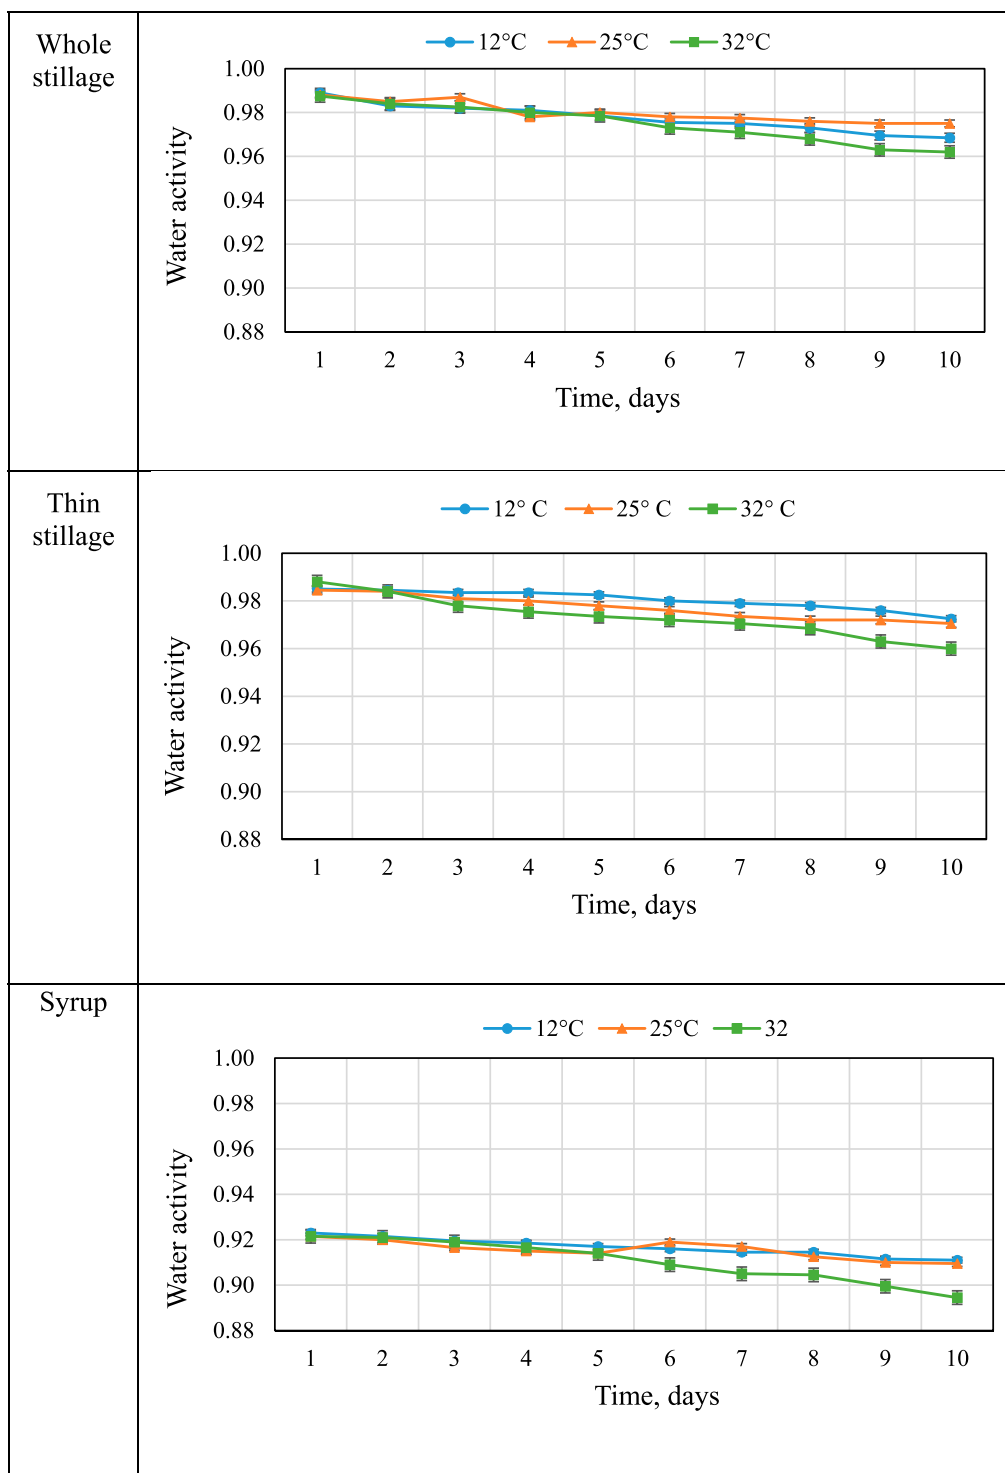 Whole
stillage
12°C 25°C 32°C
1.00
0.98
0.96
0.94
0.92
0.90
0.88
Water activity
1 2 3 4 5 6 7 8 9 10
Time, days
Thin
stillage
12° C 25° C 32° C
1.00
0.98
0.96
0.94
0.92
0.90
0.88
Water activity
1 2 3 4 5 6 7 8 9 10
Time, days
Syrup
12°C 25°C 32
1.00
0.98
0.96
0.94
0.92
0.90
0.88
Water activity
1 2 3 4 5 6 7 8 9 10
Time, days